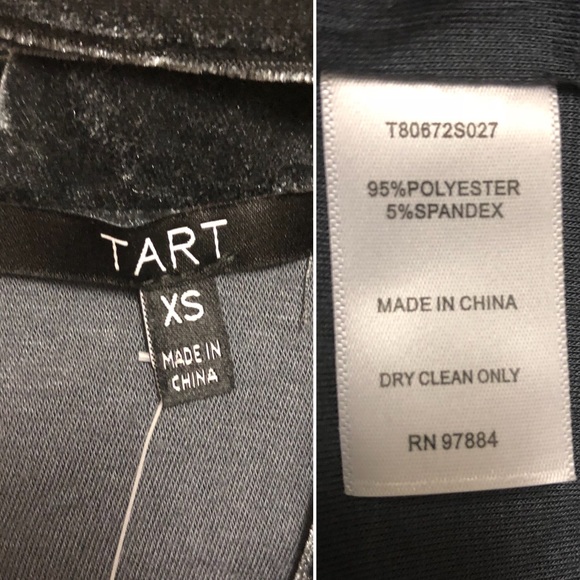 TART
XS
MADE IN
CHINA
T80672S027
95%POLYESTER
5%SPANDEX
MADE IN CHINA
DRY CLEAN ONLY
RN 97884